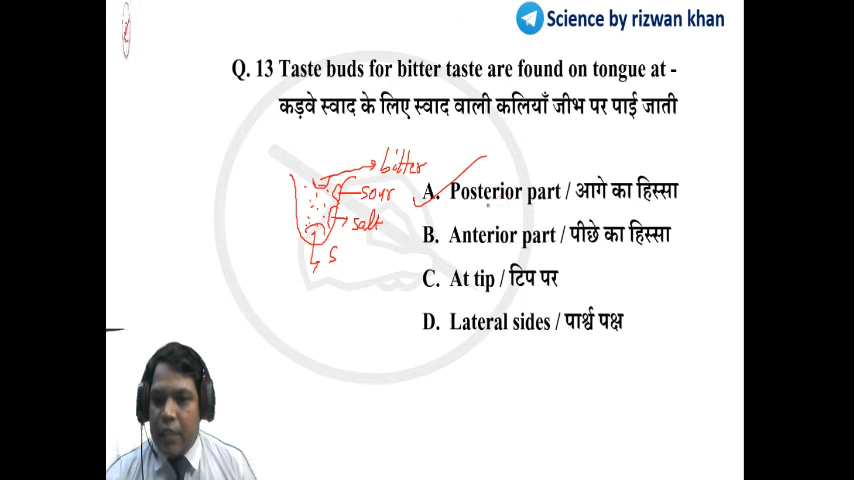 Science by rizwan khan
Q. 13 Taste buds for bitter taste are found on tongue at -
कड़वे स्वाद के लिए स्वाद वाली कलियाँ जीभ पर पाई जाती
bitter
sour
salt
S
A. Posterior part / आगे का हिस्सा
B. Anterior part / पीछे का हिस्सा
C. At tip / टिप पर
D. Lateral sides / पार्श्व पक्ष